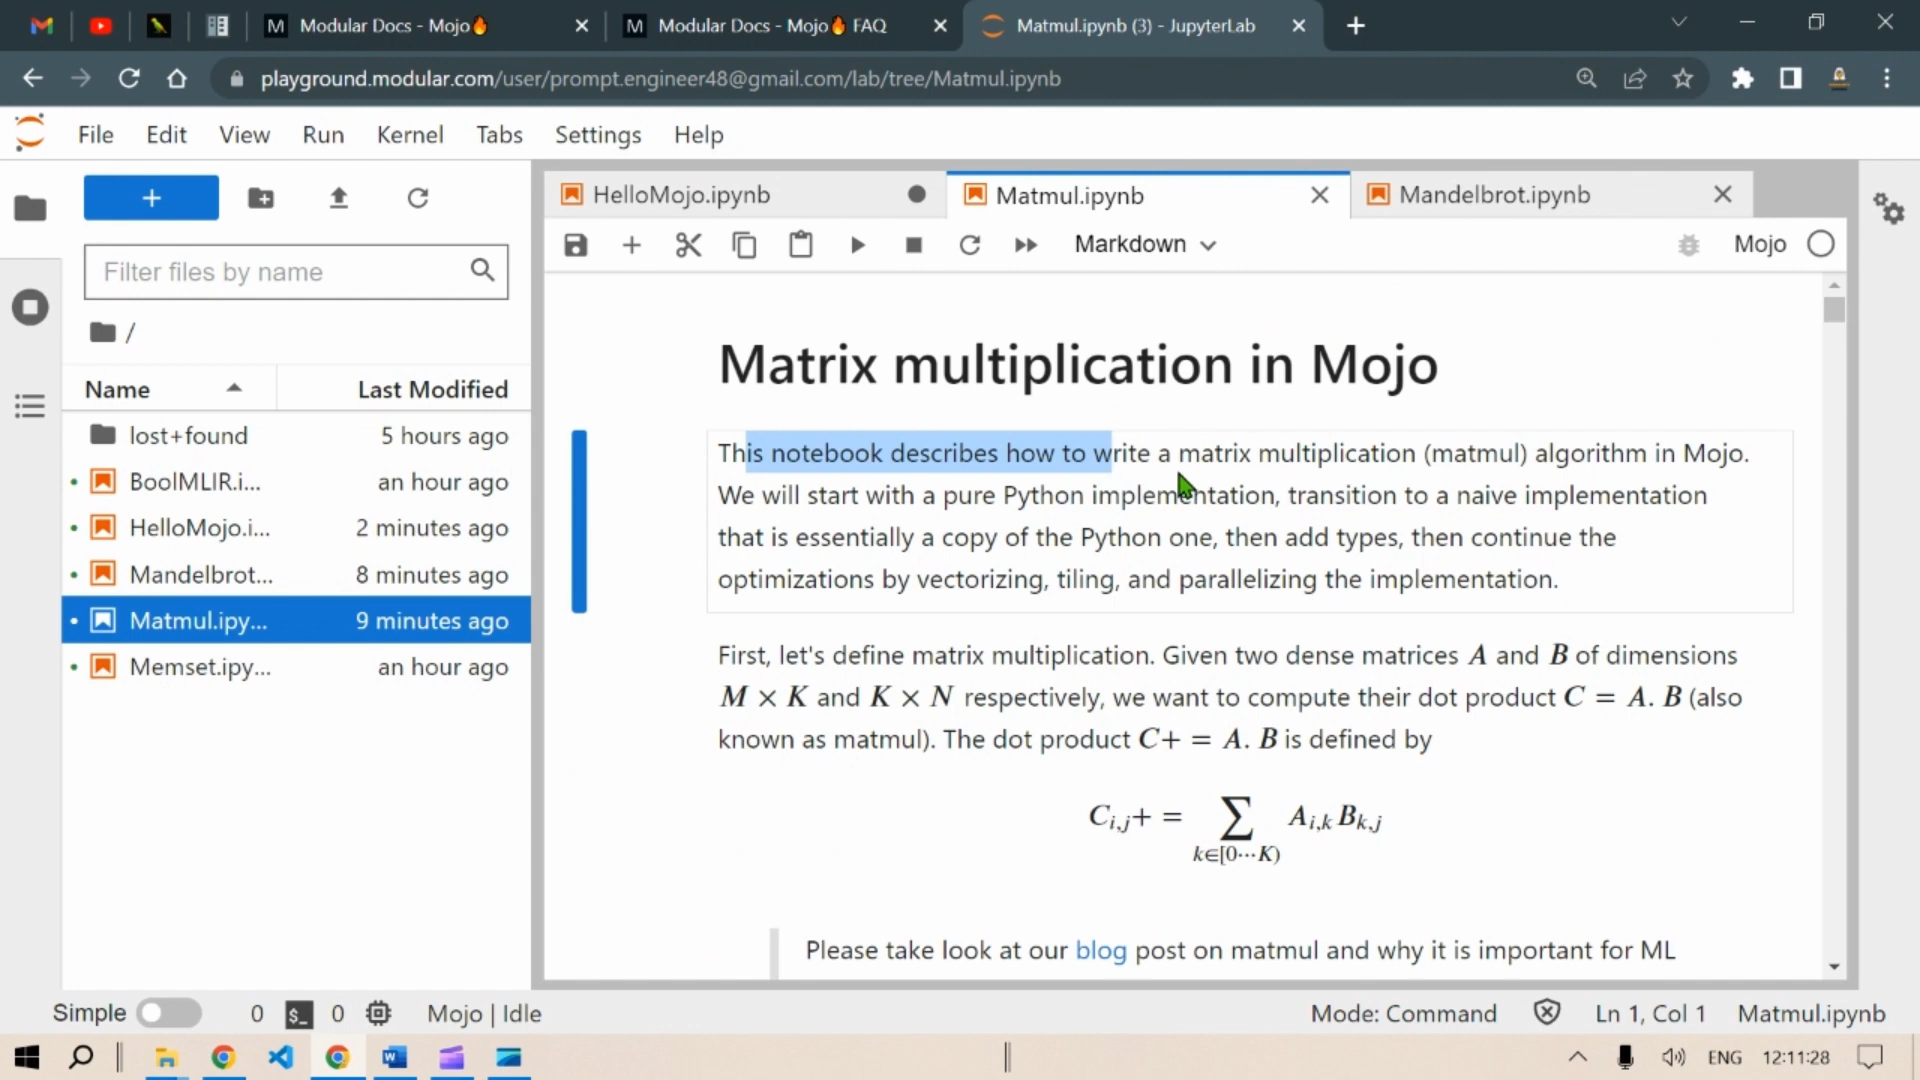 Modular Docs - Mojo🔥
Modular Docs - Mojo🔥 FAQ
Matmul.ipynb (3) - JupyterLab
playground.modular.com/user/prompt.engineer48@gmail.com/lab/tree/Matmul.ipynb
File Edit View Run Kernel Tabs Settings Help
HelloMojo.ipynb
Matmul.ipynb
Mandelbrot.ipynb
Markdown
Mojo
Filter files by name
/
Name Last Modified
lost+found 5 hours ago
BoolMLIR.i... an hour ago
HelloMojo.i... 2 minutes ago
Mandelbrot... 8 minutes ago
Matmul.ipy... 9 minutes ago
Memset.ipy... an hour ago
Matrix multiplication in Mojo
This notebook describes how to write a matrix multiplication (matmul) algorithm in Mojo.
We will start with a pure Python implementation, transition to a naive implementation
that is essentially a copy of the Python one, then add types, then continue the
optimizations by vectorizing, tiling, and parallelizing the implementation.
First, let's define matrix multiplication. Given two dense matrices A and B of dimensions
M × K and K × N respectively, we want to compute their dot product C = A. B (also
known as matmul). The dot product C+ = A. B is defined by
C_{i,j}+ = ∑_{k∈[0⋯K)} A_{i,k} B_{k,j}
Please take look at our blog post on matmul and why it is important for ML
Simple 0 $_ 0 Mojo | Idle
Mode: Command Ln 1, Col 1 Matmul.ipynb
ENG 12:11:28